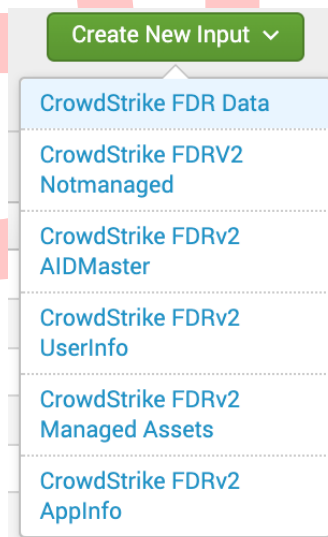 Create New Input
CrowdStrike FDR Data
CrowdStrike FDRV2
Notmanaged
CrowdStrike FDRv2
AIDMaster
CrowdStrike FDRv2
UserInfo
CrowdStrike FDRv2
Managed Assets
CrowdStrike FDRv2
AppInfo